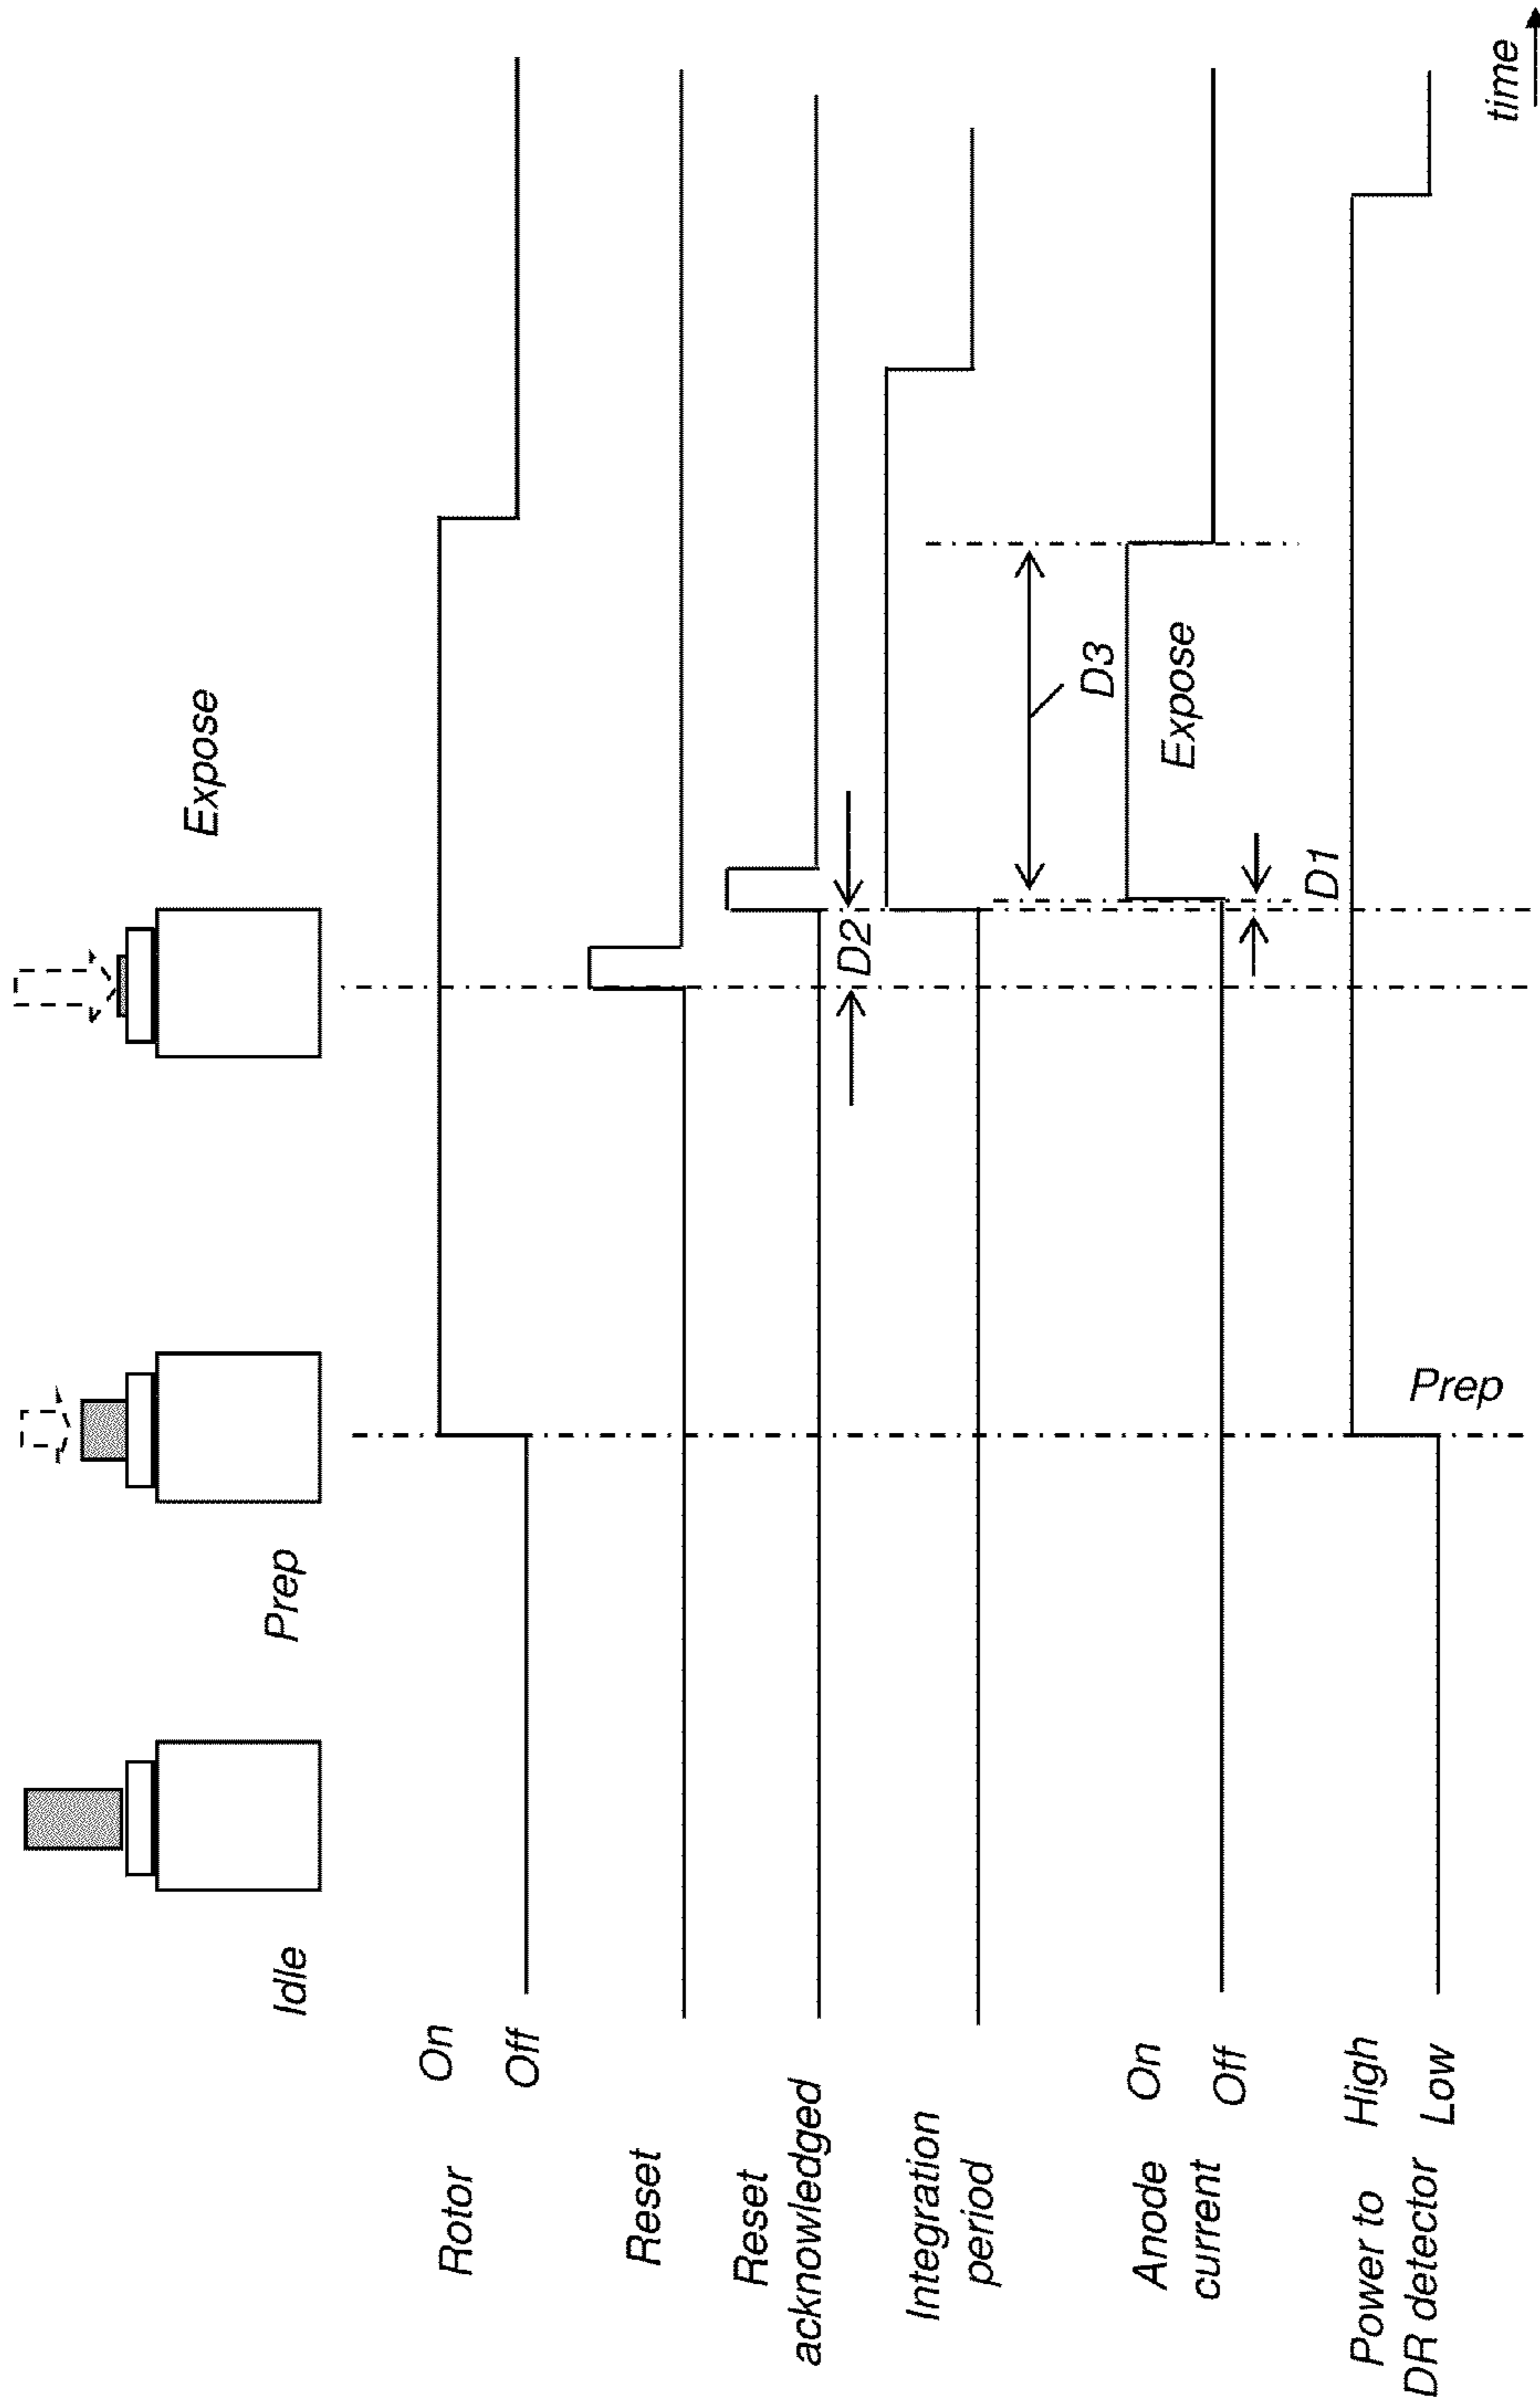 Idle
Prep
Expose
Rotor
On
Off
Reset
Reset
acknowledged
D2
Integration
period
D3
Anode
current
On
Off
Expose
D1
Power to
DR detector
High
Low
Prep
time